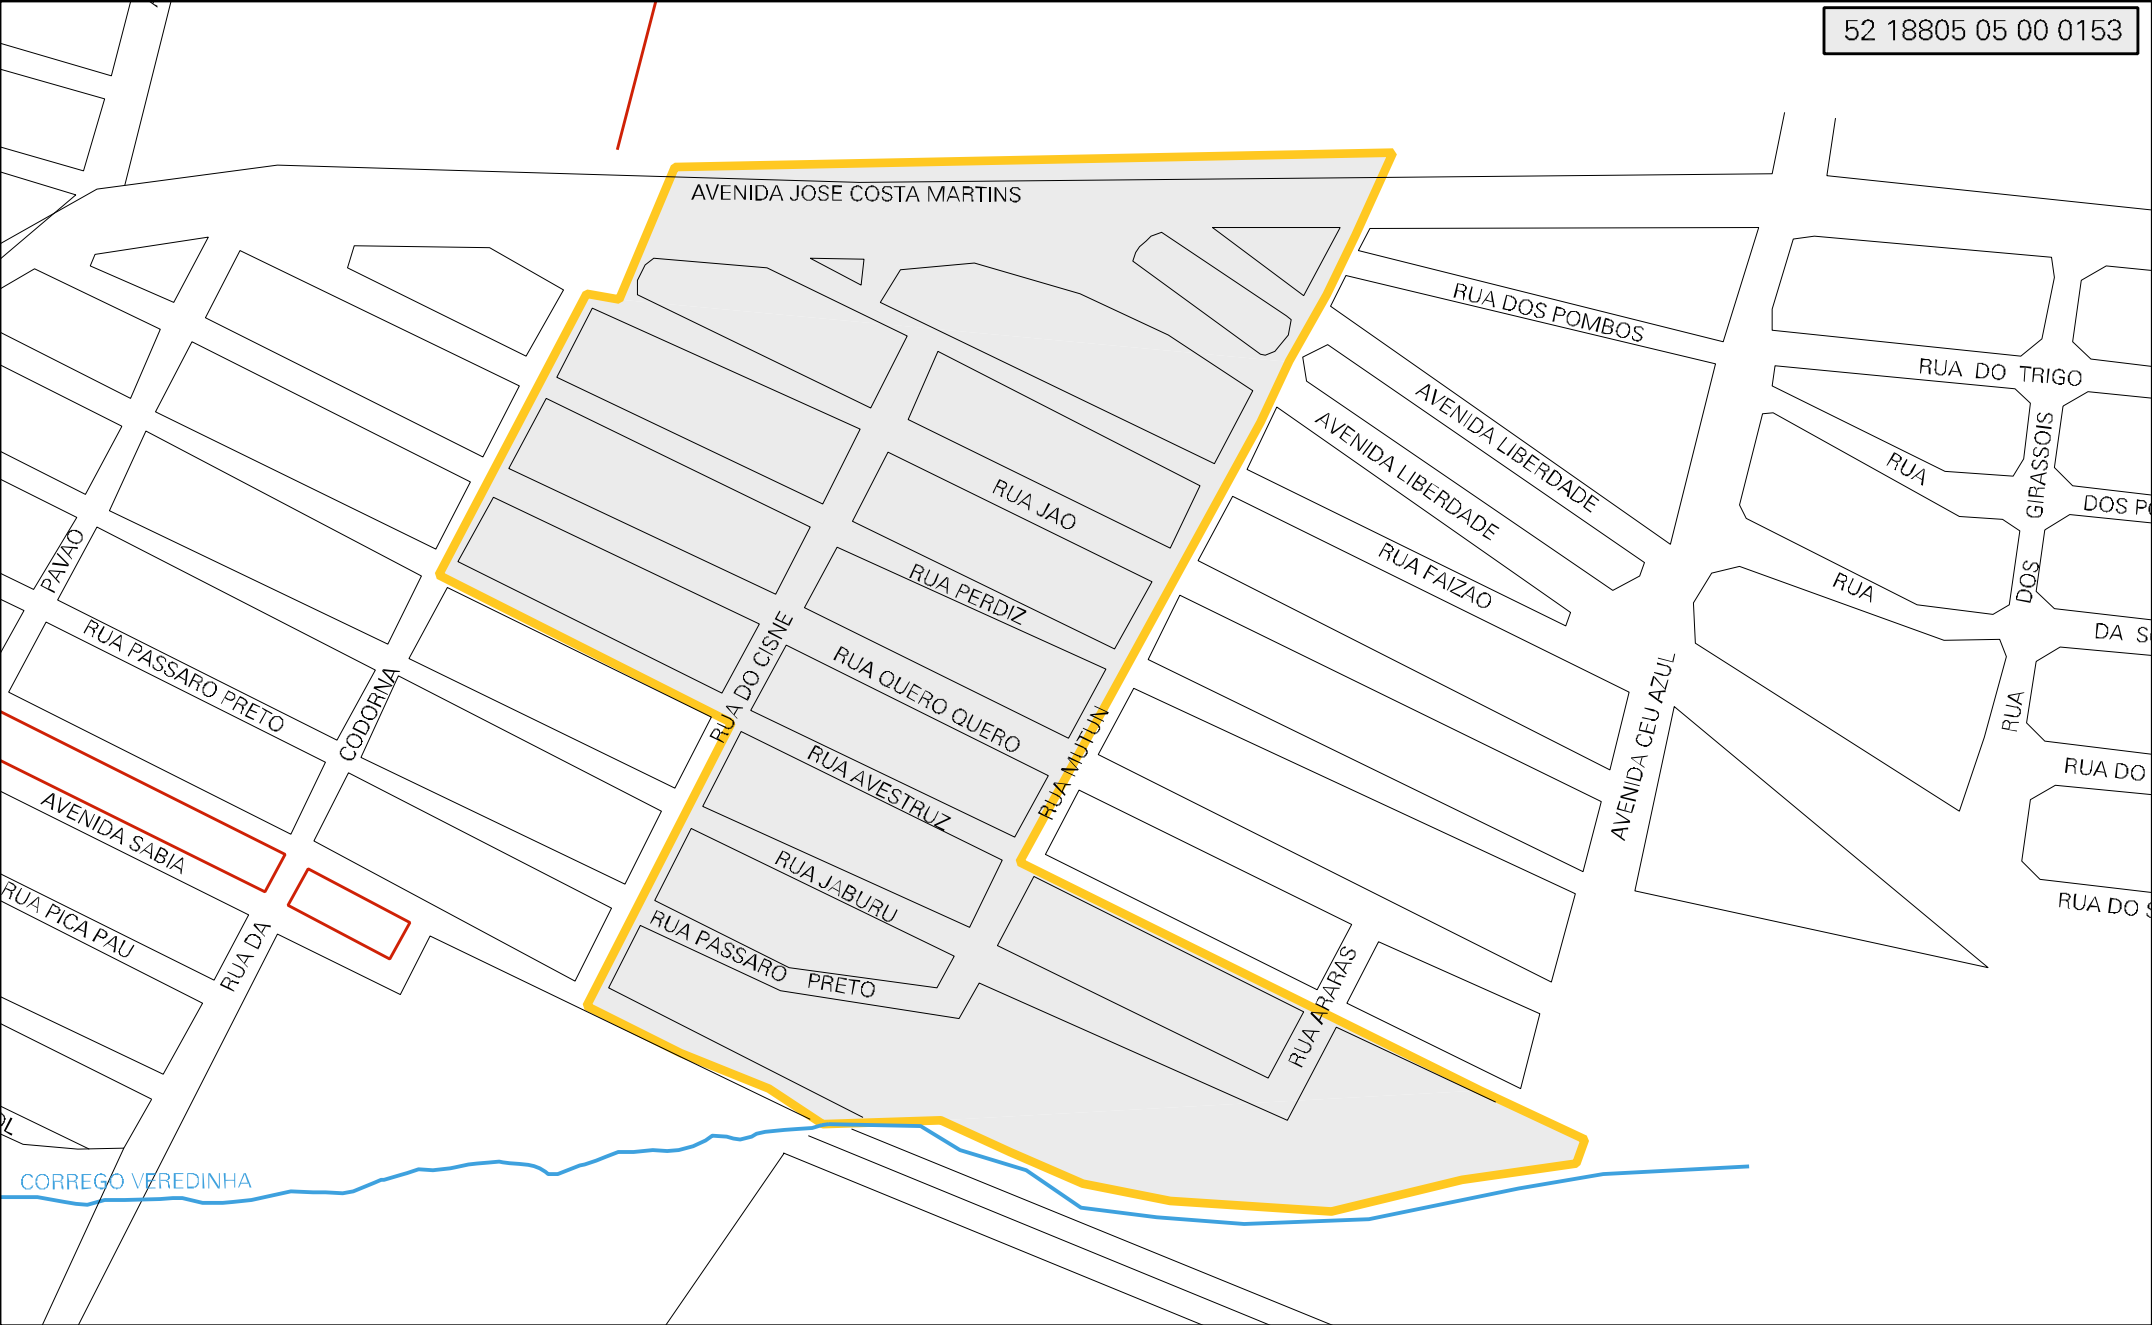 52 18805 05 00 0153
AVENIDA JOSE COSTA MARTINS
RUA DOS POMBOS
RUA DO TRIGO
AVENIDA LIBERDADE
AVENIDA LIBERDADE
RUA
GIRASSOIS
DOS
RUA
DOS P
RUA JAO
RUA FAIZAO
RUA PERDIZ
RUA
DA S
PAVAO
RUA PASSARO PRETO
CODORNA
RUA DA
RUA DO CISNE
RUA QUERO QUERO
RUA MUTUN
AVENIDA CEU AZUL
RUA DO
RUA AVESTRUZ
AVENIDA SABIA
RUA JABURU
RUA PICA PAU
RUA PASSARO PRETO
RUA ARARAS
RUA DO S
OL
CORREGO VEREDINHA